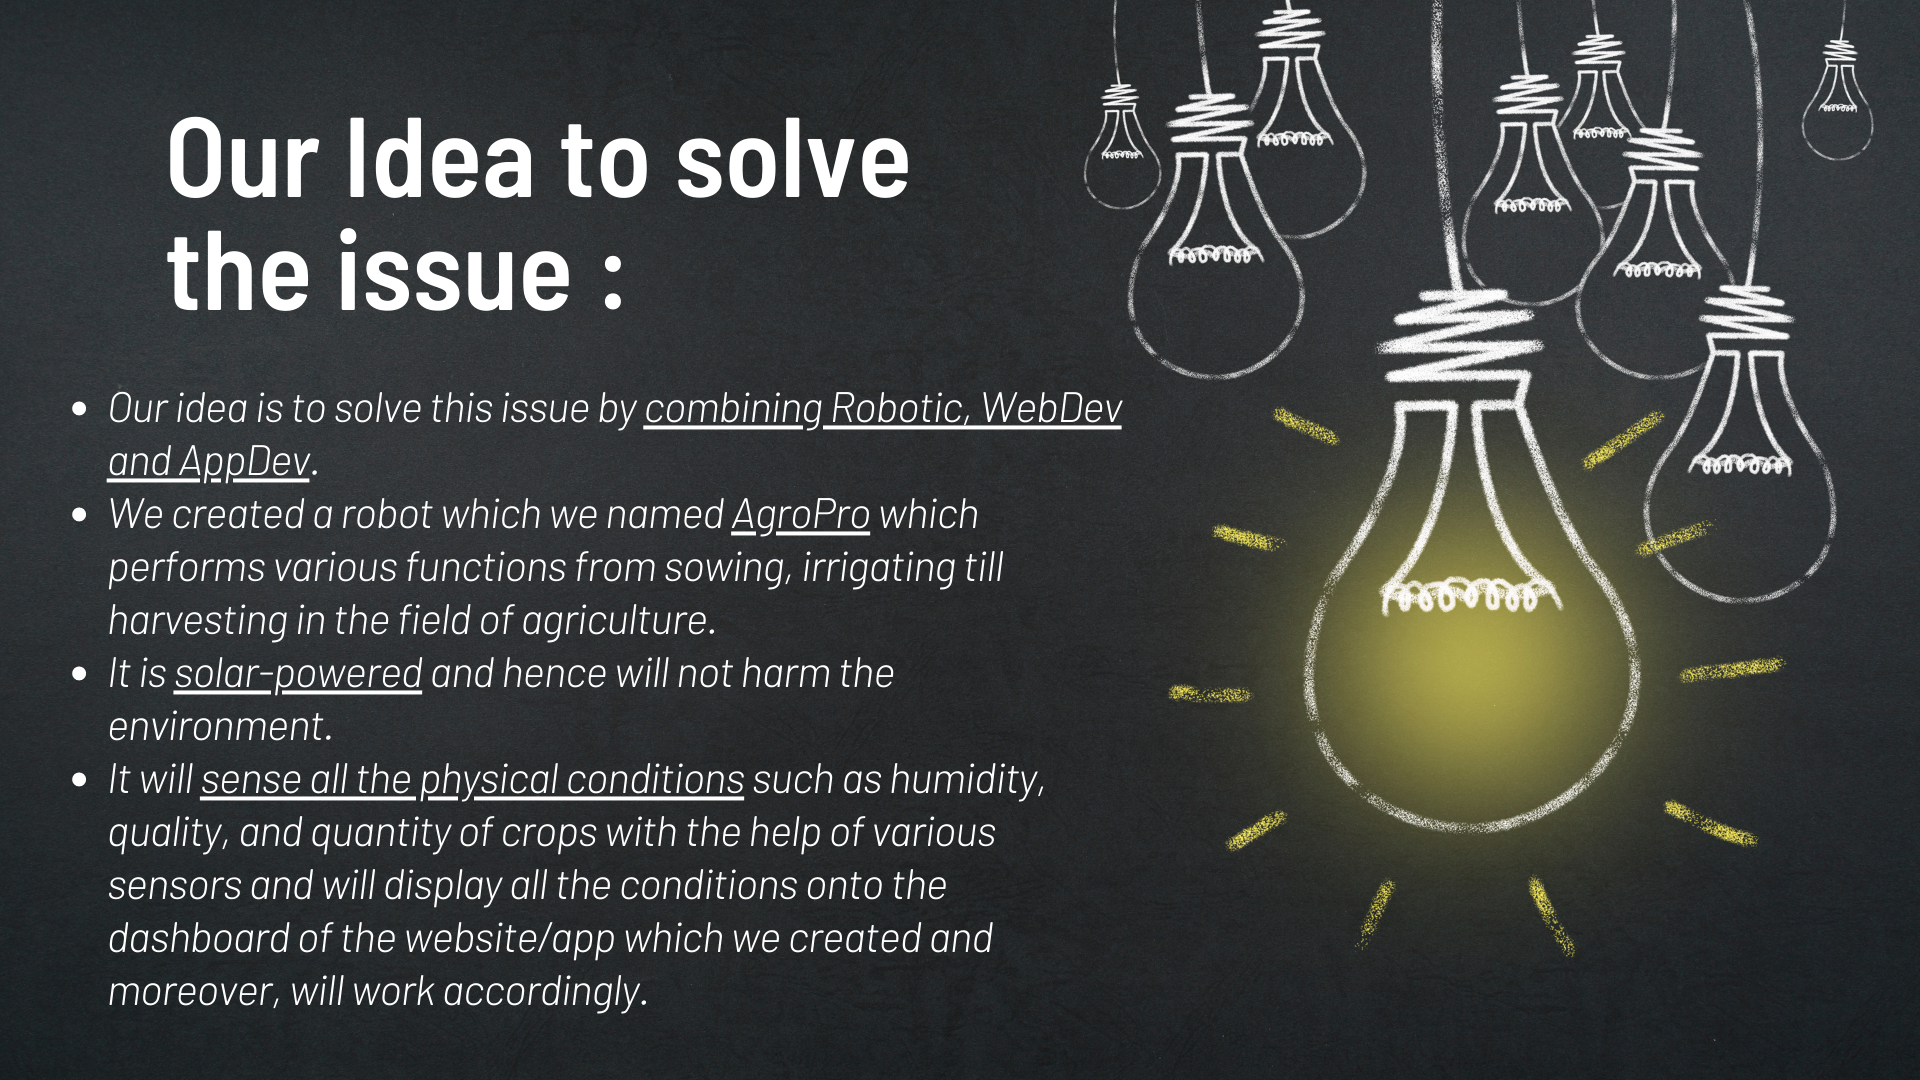 Our Idea to solve
the issue :
• Our idea is to solve this issue by combining Robotic, WebDev
and AppDev.
• We created a robot which we named AgroPro which
performs various functions from sowing, irrigating till
harvesting in the field of agriculture.
• It is solar-powered and hence will not harm the
environment.
• It will sense all the physical conditions such as humidity,
quality, and quantity of crops with the help of various
sensors and will display all the conditions onto the
dashboard of the website/app which we created and
moreover, will work accordingly.